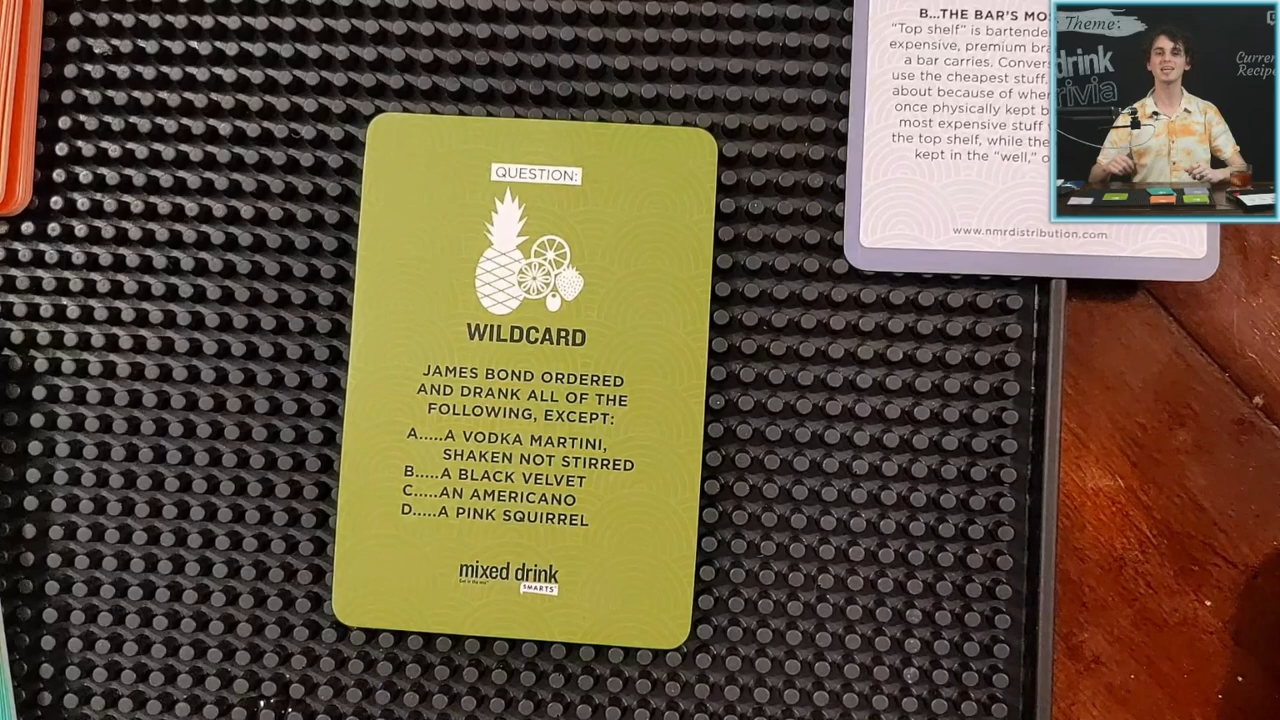 QUESTION:
WILDCARD
JAMES BOND ORDERED
AND DRANK ALL OF THE
FOLLOWING, EXCEPT:
A.....A VODKA MARTINI,
SHAKEN NOT STIRRED
B.....A BLACK VELVET
C.....AN AMERICANO
D.....A PINK SQUIRREL
mixed drink
SMARTS
B...THE BAR'S MO
"Top shelf" is bartende
expensive, premium bra
a bar carries. Convers
use the cheapest stuff.
about because of wher
once physically kept b
most expensive stuff
the top shelf, while the
kept in the "well," o
www.nmrdistribution.com
Theme:
drink
rivia
Curren
Recipe